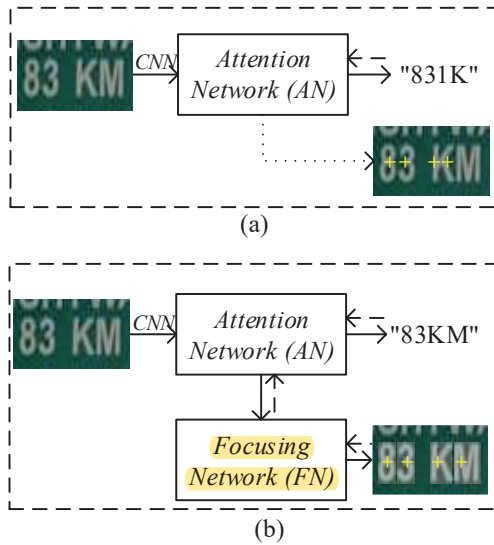 83 KM
CNN
Attention
Network (AN)
"831K"
83 KM
(a)
83 KM
CNN
Attention
Network (AN)
"83KM"
Focusing
Network (FN)
83 KM
(b)